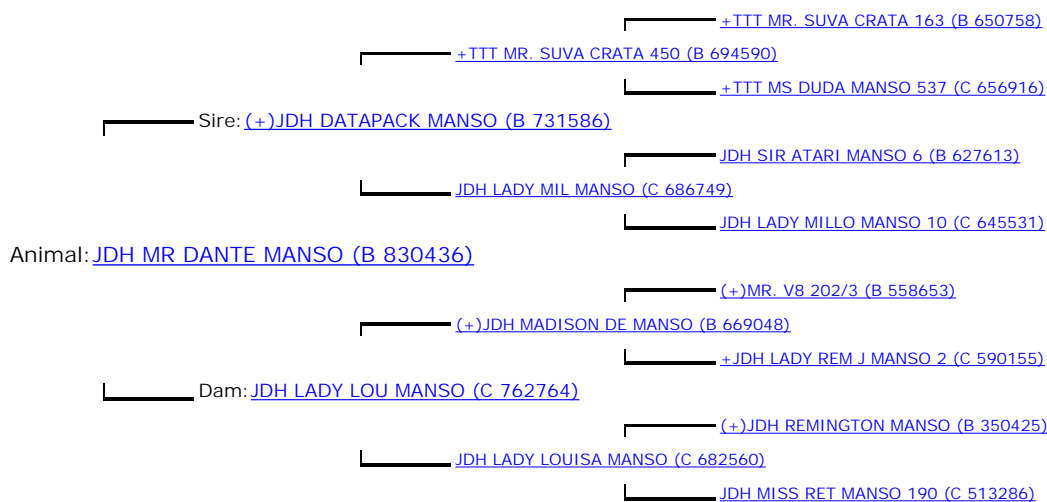 +TTT MR. SUVA CRATA 163 (B 650758)
+TTT MR. SUVA CRATA 450 (B 694590)
+TTT MS DUDA MANSO 537 (C 656916)
Sire: (+)JDH DATAPACK MANSO (B 731586)
JDH SIR ATARI MANSO 6 (B 627613)
JDH LADY MIL MANSO (C 686749)
JDH LADY MILLO MANSO 10 (C 645531)
Animal: JDH MR DANTE MANSO (B 830436)
(+)MR. V8 202/3 (B 558653)
(+)JDH MADISON DE MANSO (B 669048)
+JDH LADY REM J MANSO 2 (C 590155)
Dam: JDH LADY LOU MANSO (C 762764)
(+)JDH REMINGTON MANSO (B 350425)
JDH LADY LOUISA MANSO (C 682560)
JDH MISS RET MANSO 190 (C 513286)